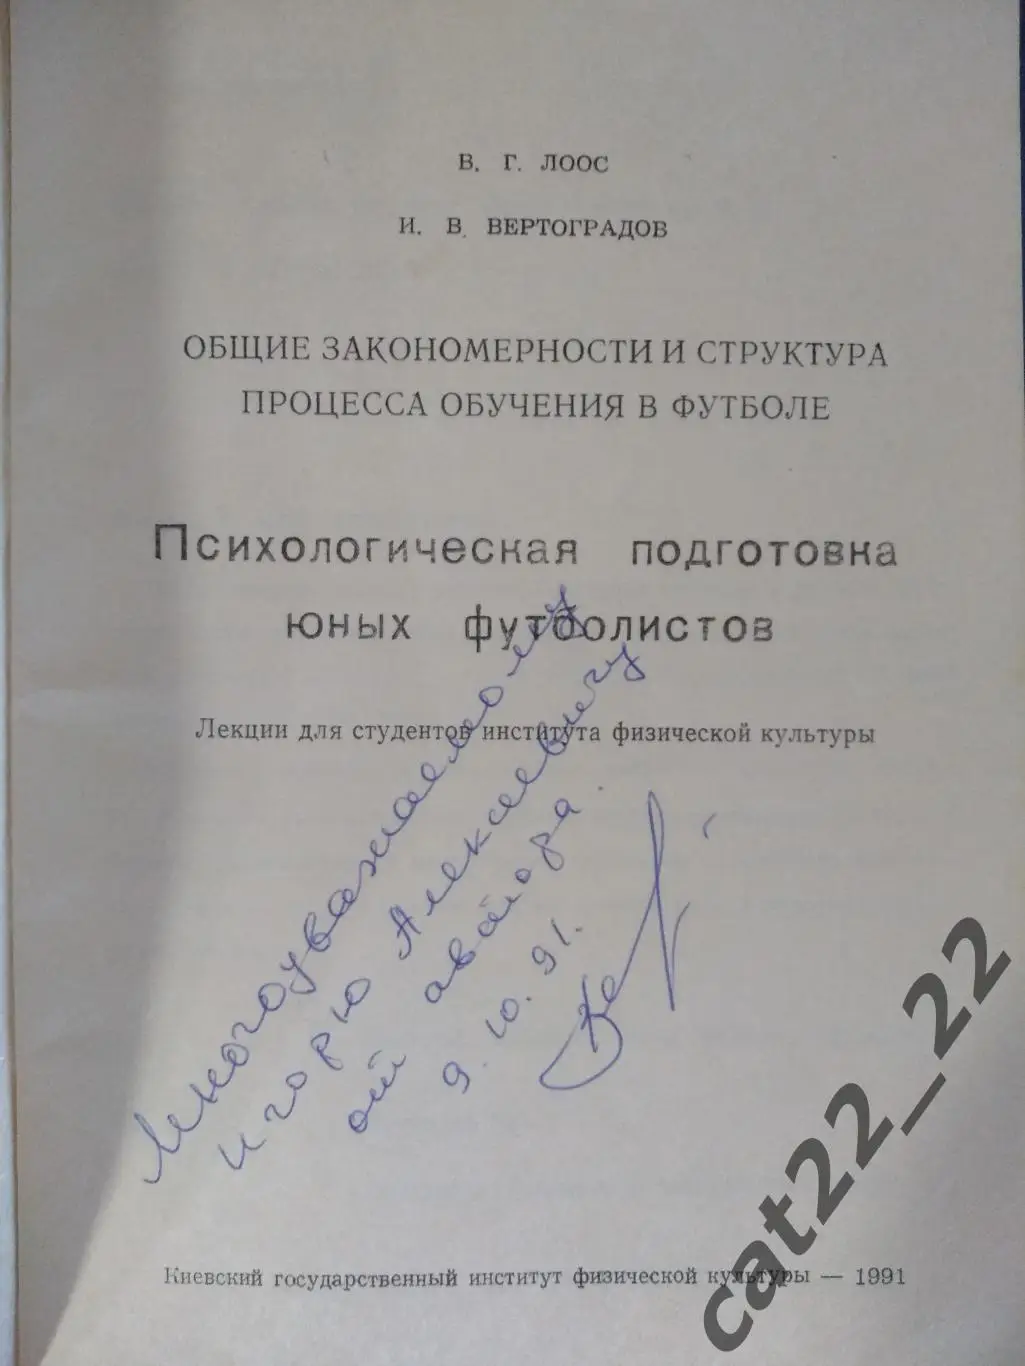 В. Г. ЛООС
И. В. ВЕРТОГРАДОВ
ОБЩИЕ ЗАКОНОМЕРНОСТИ И СТРУКТУРА
ПРОЦЕССА ОБУЧЕНИЯ В ФУТБОЛЕ
Психологическая подготовка
юных футболистов
Лекции для студентов института физической культуры
Многоуважаемому
Игорю Алексеевичу
от автора.
9.10.91.
Киевский государственный институт физической культуры — 1991
cat22_22